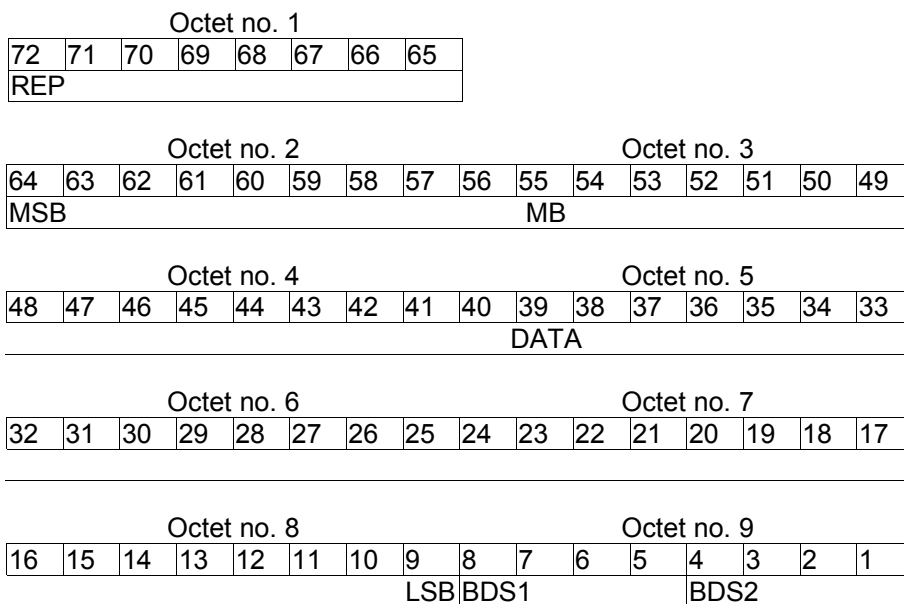 Octet no. 1
72 71 70 69 68 67 66 65
REP
Octet no. 2 Octet no. 3
64 63 62 61 60 59 58 57 56 55 54 53 52 51 50 49
MSB MB
Octet no. 4 Octet no. 5
48 47 46 45 44 43 42 41 40 39 38 37 36 35 34 33
DATA
Octet no. 6 Octet no. 7
32 31 30 29 28 27 26 25 24 23 22 21 20 19 18 17
Octet no. 8 Octet no. 9
16 15 14 13 12 11 10 9 8 7 6 5 4 3 2 1
LSB BDS1 BDS2